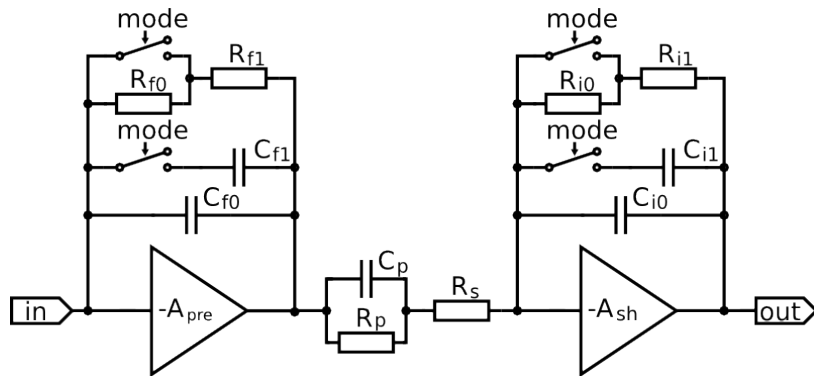 mode
mode
R_f1
R_i1
R_f0
R_i0
mode
mode
C_f1
C_i1
C_f0
C_i0
C_p
R_s
in
-A_pre
R_p
-A_sh
out